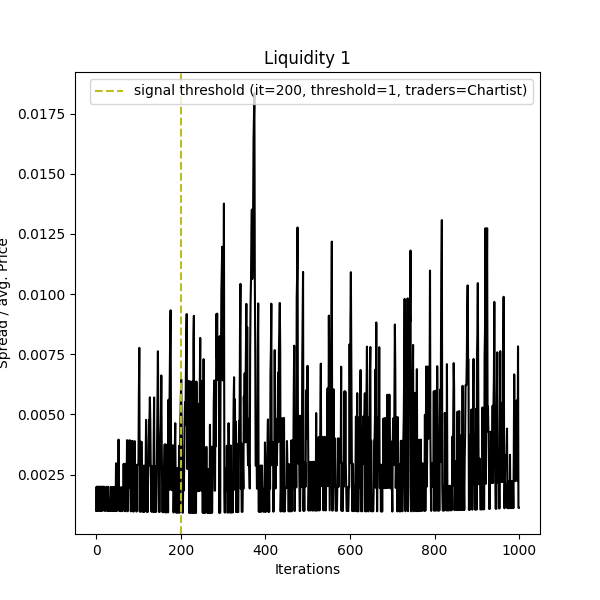 Liquidity 1
signal threshold (it=200, threshold=1, traders=Chartist)
0.0175
0.0150
0.0125
0.0100
0.0075
0.0050
0.0025
Spread / avg. Price
0 200 400 600 800 1000
Iterations